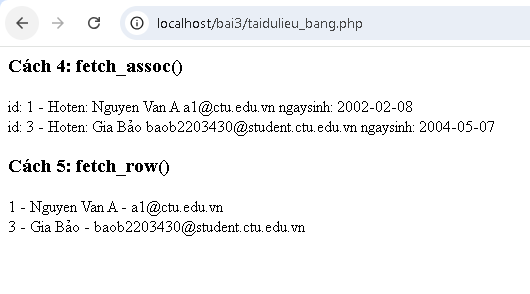 localhost/bai3/taidulieu_bang.php
Cách 4: fetch_assoc()
id: 1 - Hoten: Nguyen Van A a1@ctu.edu.vn ngaysinh: 2002-02-08
id: 3 - Hoten: Gia Bảo baob2203430@student.ctu.edu.vn ngaysinh: 2004-05-07
Cách 5: fetch_row()
1 - Nguyen Van A - a1@ctu.edu.vn
3 - Gia Bảo - baob2203430@student.ctu.edu.vn